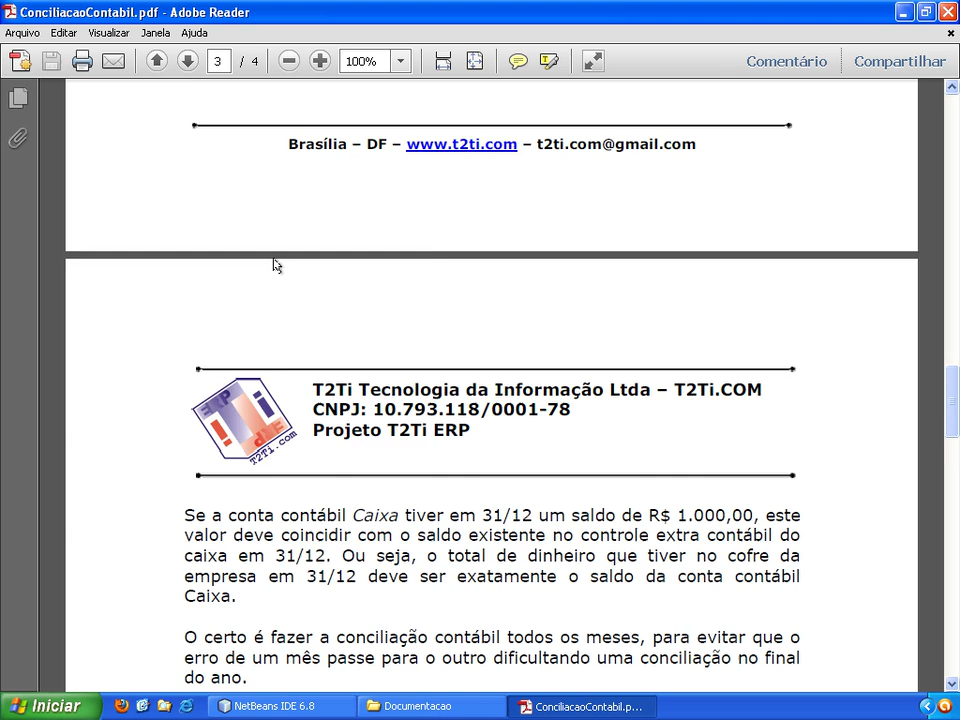 ConciliacaoContabil.pdf - Adobe Reader
Arquivo Editar Visualizar Janela Ajuda
3 / 4 100% Comentário Compartilhar
Brasília – DF – www.t2ti.com – t2ti.com@gmail.com
T2Ti Tecnologia da Informação Ltda – T2Ti.COM
CNPJ: 10.793.118/0001-78
Projeto T2Ti ERP
T2Ti.com
Se a conta contábil Caixa tiver em 31/12 um saldo de R$ 1.000,00, este
valor deve coincidir com o saldo existente no controle extra contábil do
caixa em 31/12. Ou seja, o total de dinheiro que tiver no cofre da
empresa em 31/12 deve ser exatamente o saldo da conta contábil
Caixa.
O certo é fazer a conciliação contábil todos os meses, para evitar que o
erro de um mês passe para o outro dificultando uma conciliação no final
do ano.
Iniciar NetBeans IDE 6.8 Documentacao ConciliacaoContabil.p...